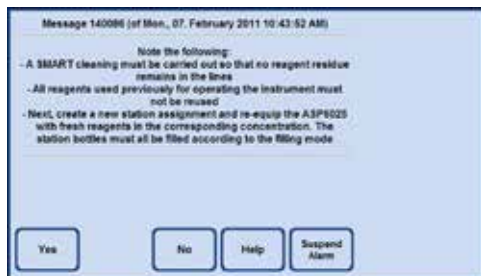 Message 140086 (of Mon., 07. February 2011 10:43:52 AM)
Note the following:
- A SMART cleaning must be carried out so that no reagent residue
remains in the lines
- All reagents used previously for operating the instrument must
not be reused
- Next, create a new station assignment and re-equip the ASP6025
with fresh reagents in the corresponding concentration. The
station bottles must all be filled according to the filling mode
Yes
No
Help
Suspend
Alarm